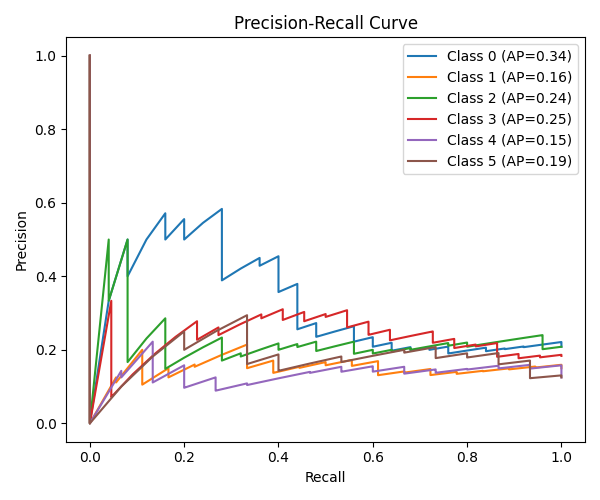 Precision-Recall Curve
1.0
0.8
0.6
0.4
0.2
0.0
Precision
Class 0 (AP=0.34)
Class 1 (AP=0.16)
Class 2 (AP=0.24)
Class 3 (AP=0.25)
Class 4 (AP=0.15)
Class 5 (AP=0.19)
0.0 0.2 0.4 0.6 0.8 1.0
Recall